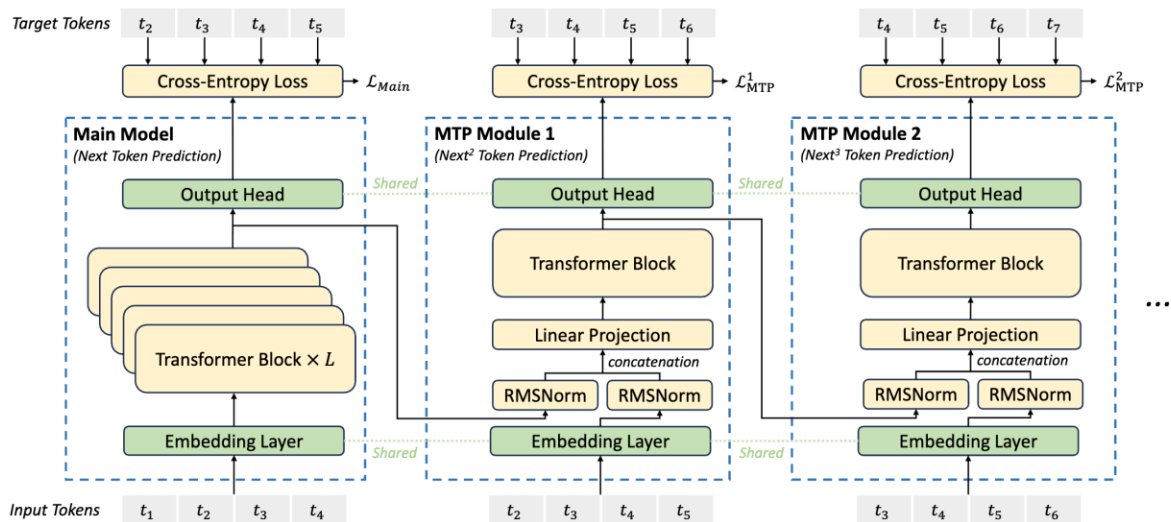 Target Tokens t₂ t₃ t₄ t₅ t₃ t₄ t₅ t₆ t₄ t₅ t₆ t₇
Cross-Entropy Loss ℒ_Main Cross-Entropy Loss ℒ¹_MTP Cross-Entropy Loss ℒ²_MTP
Main Model MTP Module 1 MTP Module 2
(Next Token Prediction) (Next² Token Prediction) (Next³ Token Prediction)
Output Head Shared Output Head Shared Output Head
Transformer Block Transformer Block
Linear Projection Linear Projection
Transformer Block × L
concatenation concatenation
RMSNorm RMSNorm RMSNorm RMSNorm
Embedding Layer Shared Embedding Layer Shared Embedding Layer
Input Tokens t₁ t₂ t₃ t₄ t₂ t₃ t₄ t₅ t₃ t₄ t₅ t₆
...